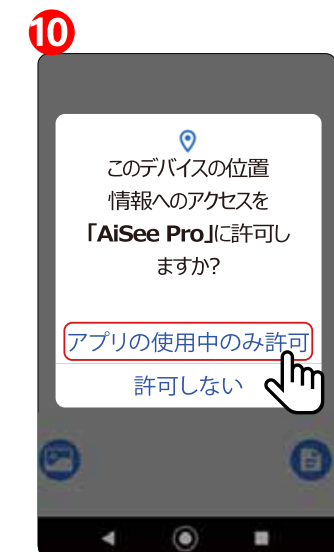 10
このデバイスの位置
情報へのアクセスを
「AiSee Pro」に許可し
ますか?
アプリの使用中のみ許可
許可しない